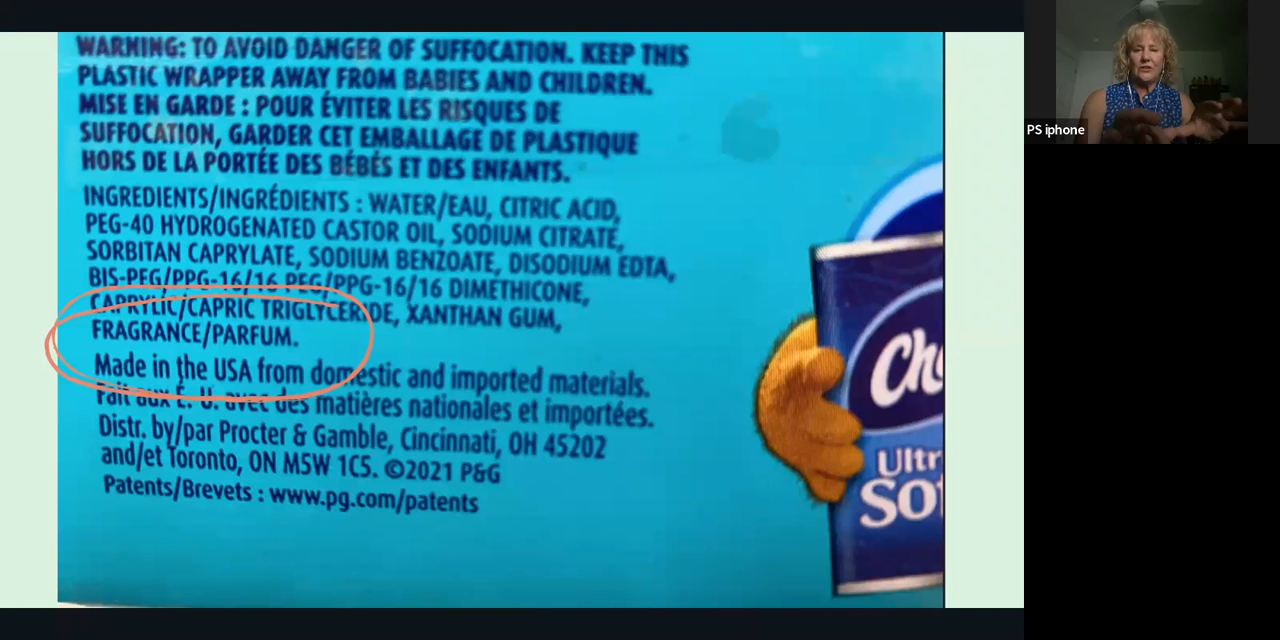 WARNING: TO AVOID DANGER OF SUFFOCATION. KEEP THIS
PLASTIC WRAPPER AWAY FROM BABIES AND CHILDREN.
MISE EN GARDE : POUR ÉVITER LES RISQUES DE
SUFFOCATION, GARDER CET EMBALLAGE DE PLASTIQUE
HORS DE LA PORTÉE DES BÉBÉS ET DES ENFANTS.
INGREDIENTS/INGRÉDIENTS : WATER/EAU, CITRIC ACID,
PEG-40 HYDROGENATED CASTOR OIL, SODIUM CITRATE,
SORBITAN CAPRYLATE, SODIUM BENZOATE, DISODIUM EDTA,
BIS-PEG/PPG-16/16 PEG/PPG-16/16 DIMETHICONE,
CAPRYLIC/CAPRIC TRIGLYCERIDE, XANTHAN GUM,
FRAGRANCE/PARFUM.
Made in the USA from domestic and imported materials.
Fait aux É. U. avec des matières nationales et importées.
Distr. by/par Procter & Gamble, Cincinnati, OH 45202
and/et Toronto, ON M5W 1C5. ©2021 P&G
Patents/Brevets : www.pg.com/patents
Ch
Ultr
So
PS iphone